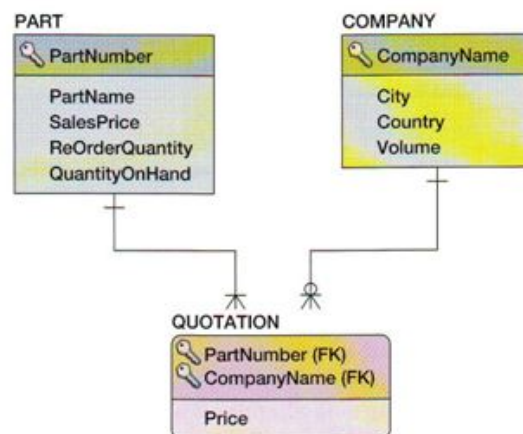 PART
PartNumber
PartName
SalesPrice
ReOrderQuantity
QuantityOnHand
COMPANY
CompanyName
City
Country
Volume
QUOTATION
PartNumber (FK)
CompanyName (FK)
Price